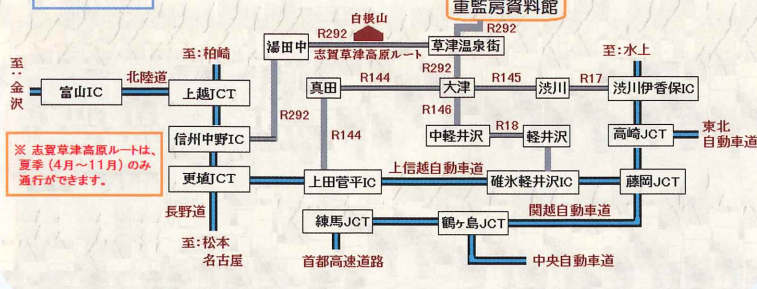 重監房資料館
白根山
R292
R292
湯田中
志賀草津高原ルート
草津温泉街
至:水上
至:柏崎
R292
至:金沢
北陸道
真田
R144
大津
R145
渋川
R17
渋川伊香保IC
富山IC
上越JCT
R292
R146
中軽井沢
R18
軽井沢
信州中野IC
R144
高崎JCT
東北
自動車道
※ 志賀草津高原ルートは、
夏季(4月～11月)のみ
通行ができます。
更埴JCT
上信越自動車道
上田菅平IC
碓氷軽井沢IC
藤岡JCT
長野道
関越自動車道
練馬JCT
鶴ヶ島JCT
至:松本
名古屋
首都高速道路
中央自動車道